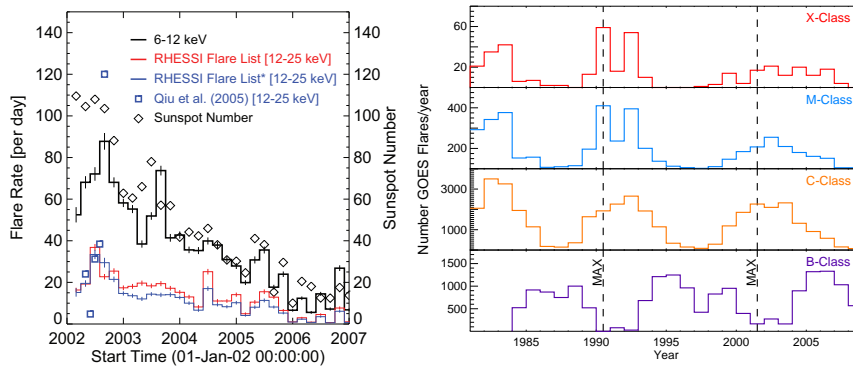 6-12 keV
RHESSI Flare List [12-25 keV]
RHESSI Flare List* [12-25 keV]
Qiu et al. (2005) [12-25 keV]
Sunspot Number
140
120
100
80
60
40
20
0
Flare Rate [per day]
140
120
100
80
60
40
20
0
Sunspot Number
2002 2003 2004 2005 2006 2007
Start Time (01-Jan-02 00:00:00)
X-Class
60
40
20
M-Class
400
200
C-Class
3000
1000
B-Class
1500
1000
500
Number GOES Flares/year
MAX
MAX
1985 1990 1995 2000 2005
Year